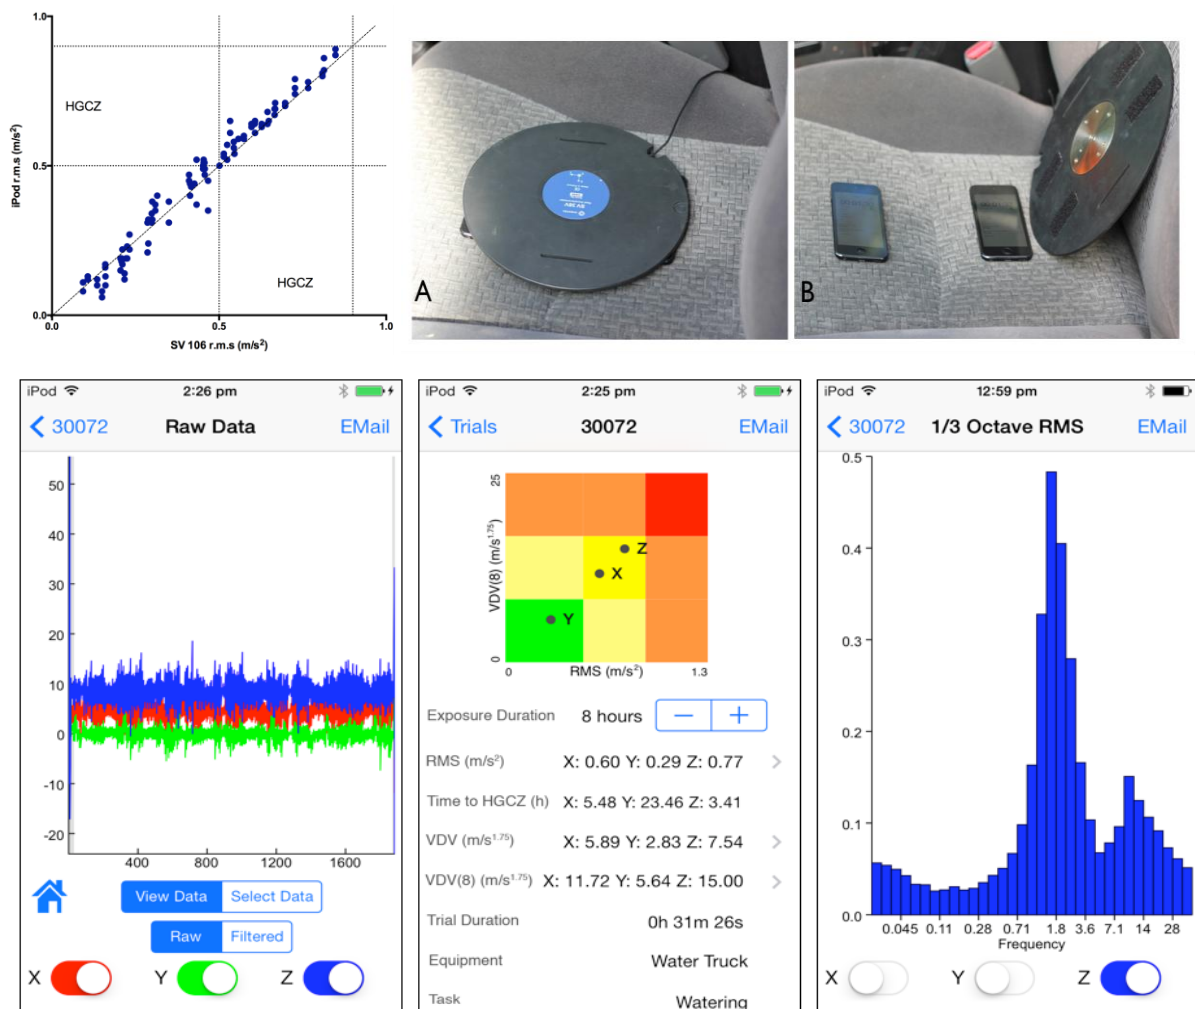 1.0
0.5
0.0
0.0
0.5
1.0
HGCZ
HGCZ
iPod r.m.s (m/s²)
SV 106 r.m.s (m/s²)
A
B
iPod
2:26 pm
30072
Raw Data
EMail
50
40
30
20
10
0
-10
-20
400
800
1200
1600
View Data
Select Data
Raw
Filtered
X
Y
Z
iPod
2:25 pm
Trials
30072
EMail
25
VDV(8) (m/s¹·⁷⁵)
0
Z
X
Y
0
RMS (m/s²)
1.3
Exposure Duration 8 hours − +
RMS (m/s²) X: 0.60 Y: 0.29 Z: 0.77
Time to HGCZ (h) X: 5.48 Y: 23.46 Z: 3.41
VDV (m/s¹·⁷⁵) X: 5.89 Y: 2.83 Z: 7.54
VDV(8) (m/s¹·⁷⁵) X: 11.72 Y: 5.64 Z: 15.00
Trial Duration 0h 31m 26s
Equipment Water Truck
Task Watering
iPod
12:59 pm
30072
1/3 Octave RMS
EMail
0.5
0.4
0.3
0.2
0.1
0.0
0.045 0.11 0.28 0.71 1.8 3.6 7.1 14 28
Frequency
X
Y
Z